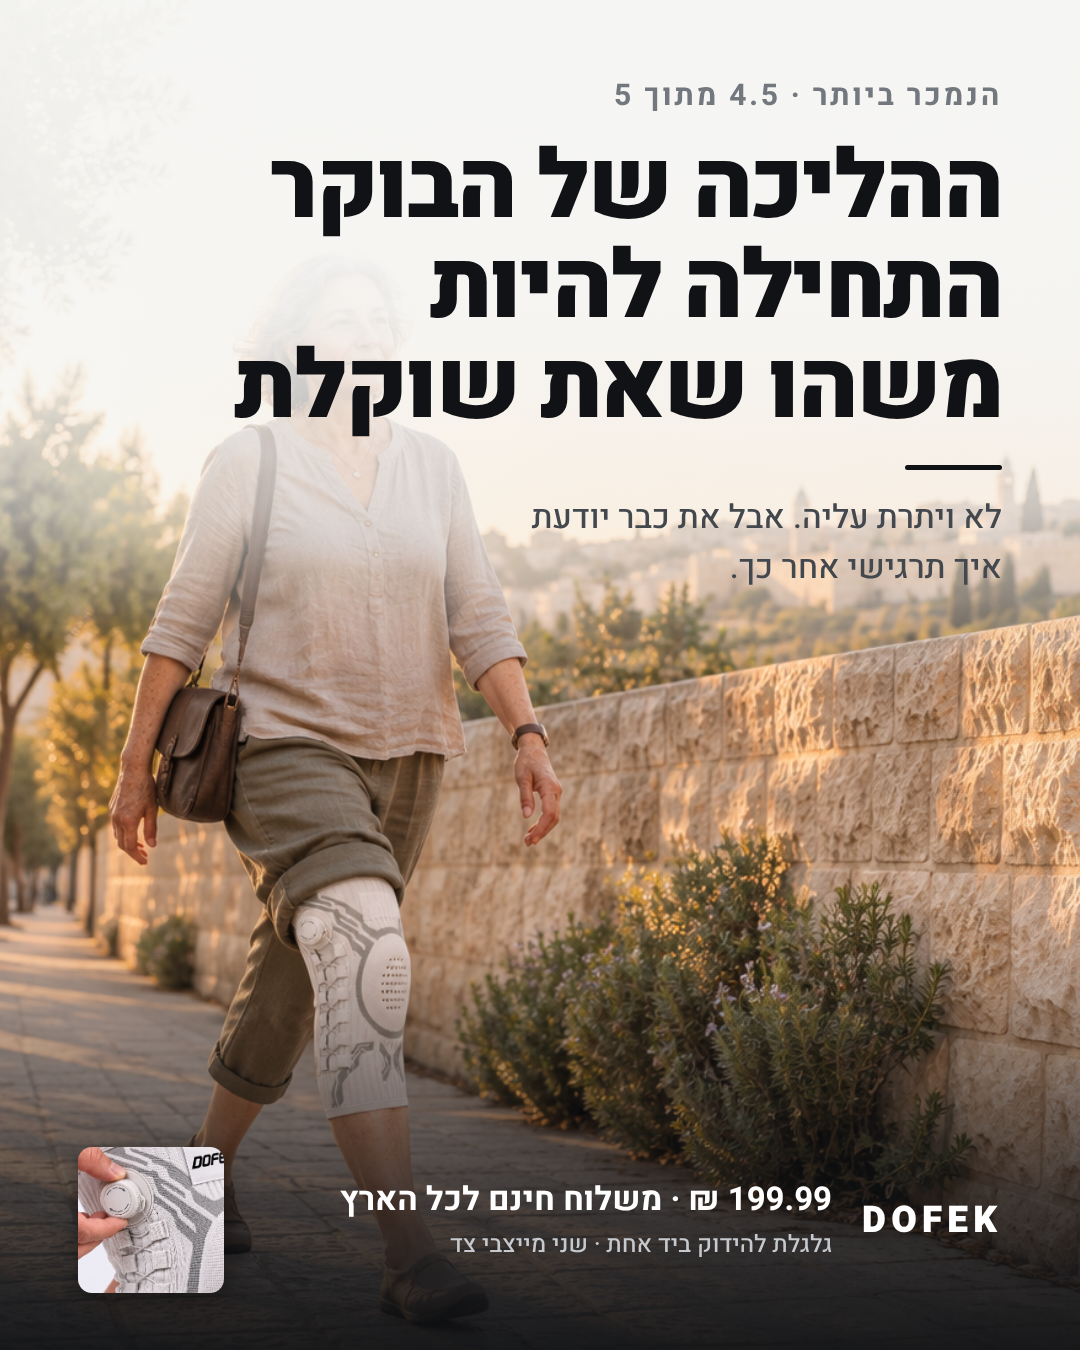 הנמכר ביותר · 4.5 מתוך 5
ההליכה של הבוקר
התחילה להיות
משהו שאת שוקלת
לא ויתרת עליה. אבל את כבר יודעת
איך תרגישי אחר כך.
DOFEK
199.99 ₪ · משלוח חינם לכל הארץ
גלגלת להידוק ביד אחת · שני מייצבי צד
DOFE